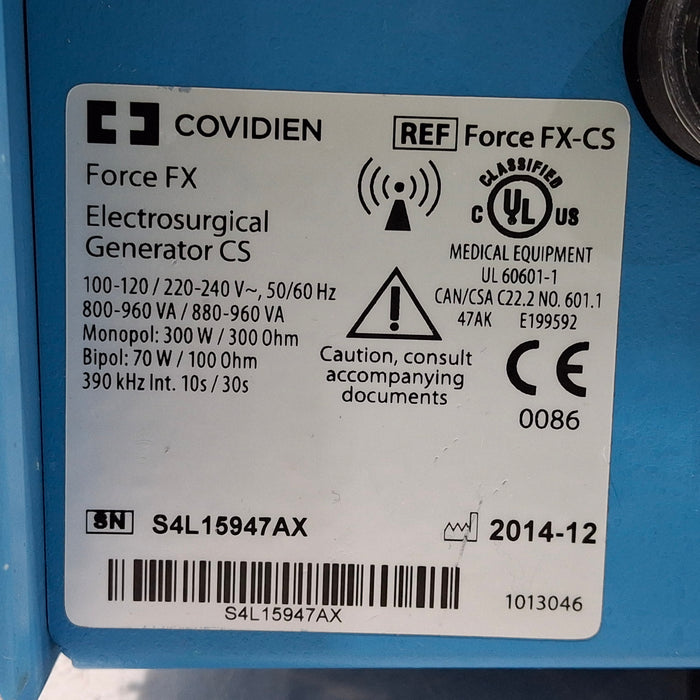 COVIDIEN
REF Force FX-CS
Force FX
Electrosurgical
Generator CS
100-120 / 220-240 V~, 50/60 Hz
800-960 VA / 880-960 VA
Monopol: 300 W / 300 Ohm
Bipol: 70 W / 100 Ohm
390 kHz Int. 10s / 30s
CLASSIFIED
C UL US
MEDICAL EQUIPMENT
UL 60601-1
CAN/CSA C22.2 NO. 601.1
47AK E199592
Caution, consult
accompanying
documents
CE
0086
SN S4L15947AX
2014-12
S4L15947AX
1013046